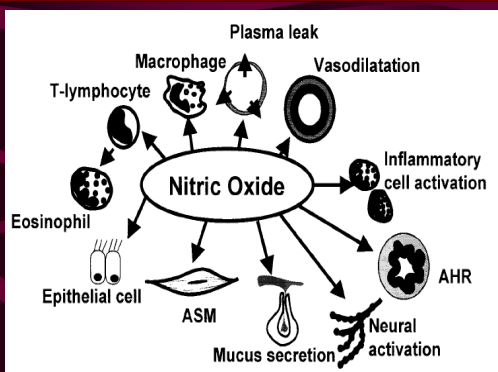 Plasma leak
Macrophage
Vasodilatation
T-lymphocyte
Inflammatory
cell activation
Nitric Oxide
Eosinophil
AHR
Epithelial cell
ASM
Neural
activation
Mucus secretion